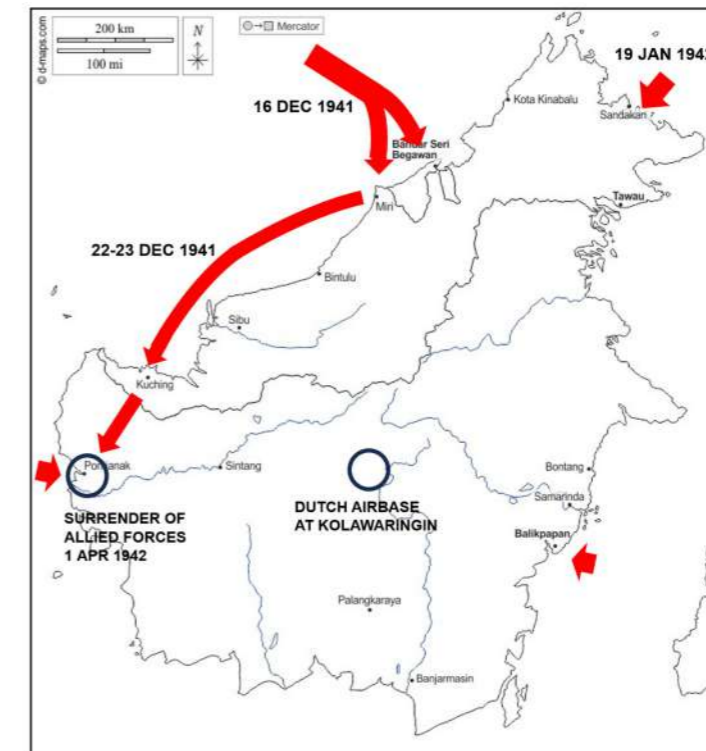 © d-maps.com
200 km
100 mi
N
Mercator
16 DEC 1941
19 JAN 1942
Kota Kinabalu
Sandakan
Bandar Seri
Begawan
Tawau
Miri
22-23 DEC 1941
Bintulu
Sibu
Kuching
Pontianak
Sintang
Bontang
DUTCH AIRBASE
AT KOLAWARINGIN
Samarinda
SURRENDER OF
ALLIED FORCES
1 APR 1942
Balikpapan
Palangkaraya
Banjarmasin